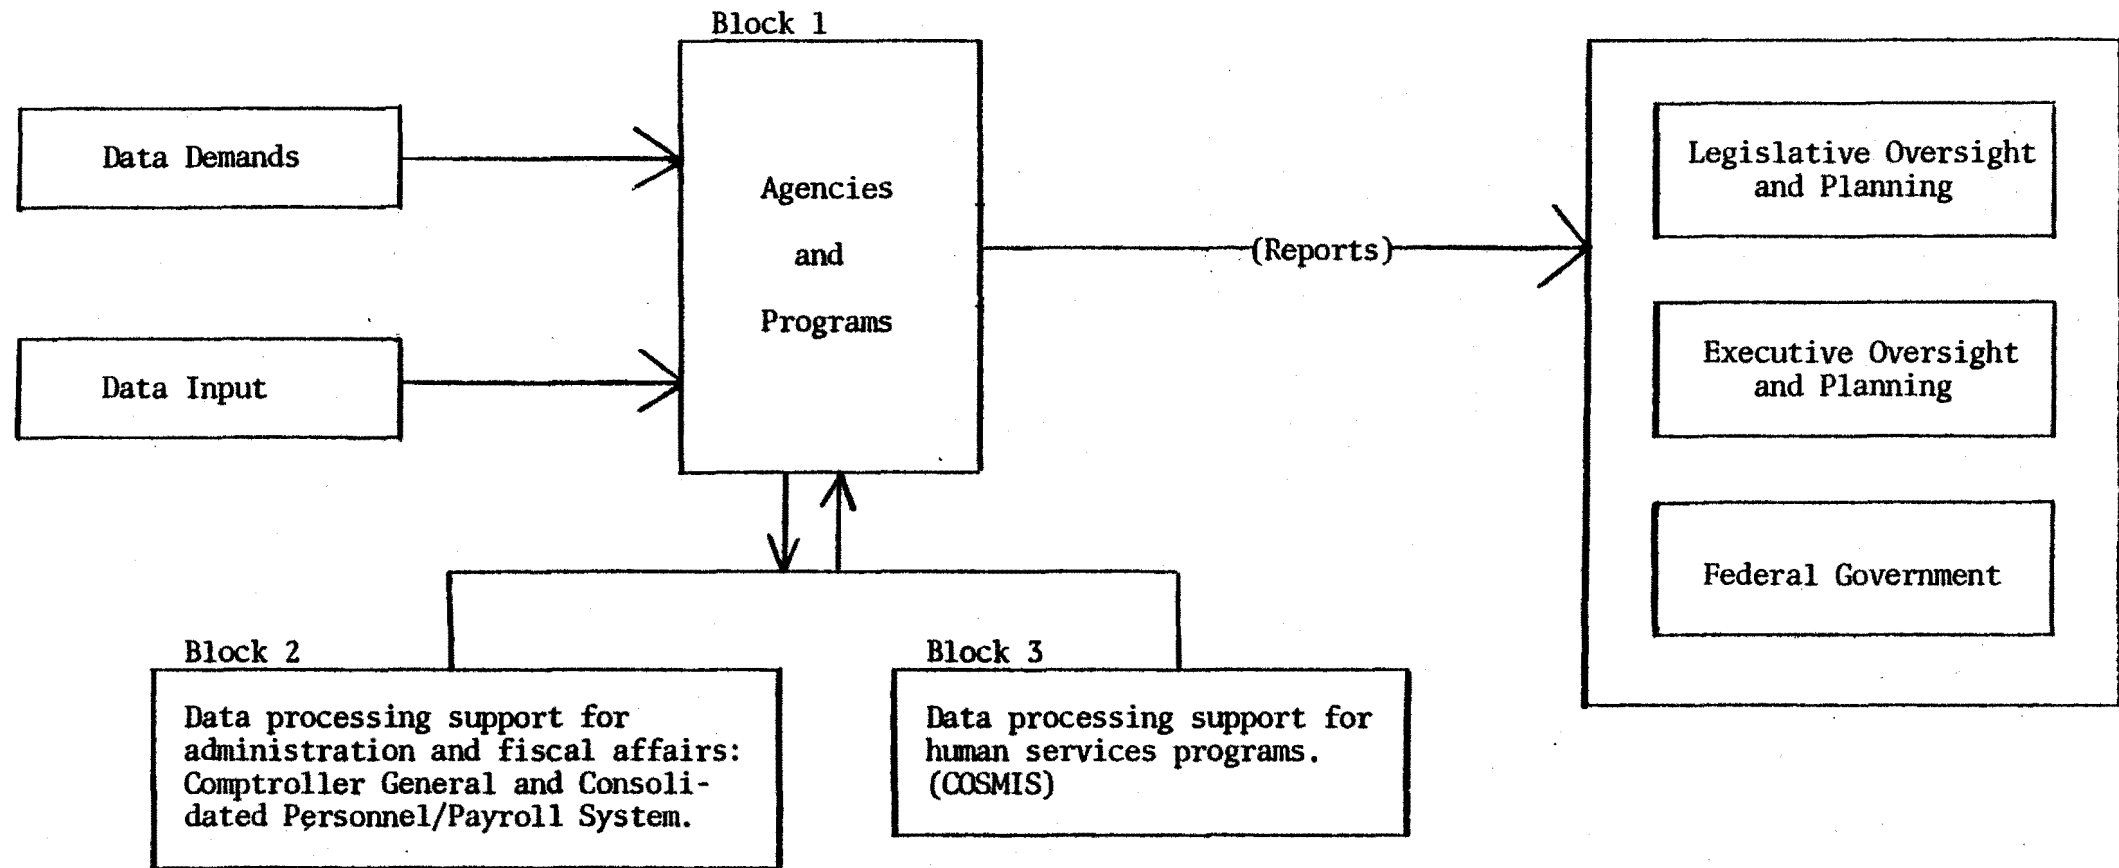 Block 1
Data Demands
Data Input
Agencies
and
Programs
(Reports)
Legislative Oversight
and Planning
Executive Oversight
and Planning
Federal Government
Block 2
Data processing support for
administration and fiscal affairs:
Comptroller General and Consoli-
dated Personnel/Payroll System.
Block 3
Data processing support for
human services programs.
(COSMIS)